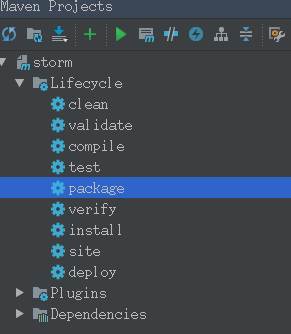 Maven Projects
storm
Lifecycle
clean
validate
compile
test
package
verify
install
site
deploy
Plugins
Dependencies